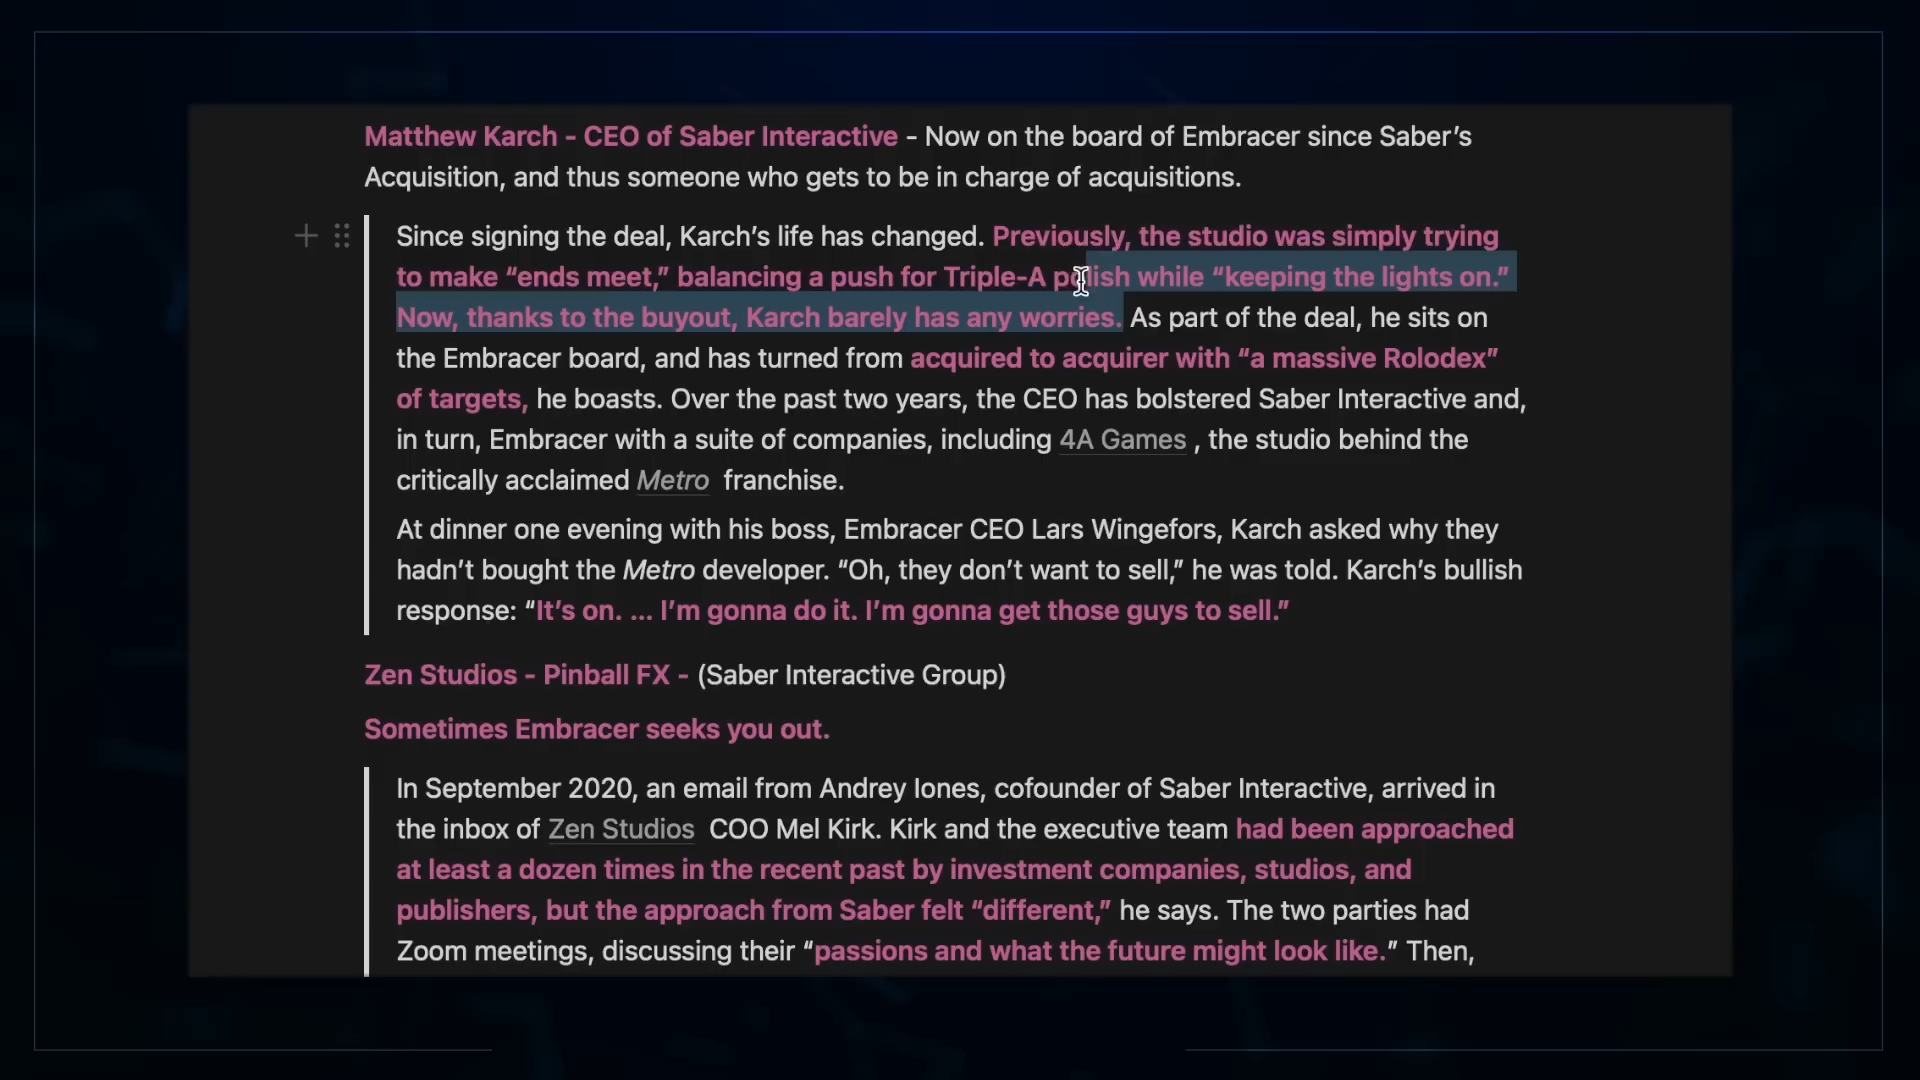 Matthew Karch - CEO of Saber Interactive - Now on the board of Embracer since Saber’s
Acquisition, and thus someone who gets to be in charge of acquisitions.
Since signing the deal, Karch’s life has changed. Previously, the studio was simply trying
to make “ends meet,” balancing a push for Triple-A polish while “keeping the lights on.”
Now, thanks to the buyout, Karch barely has any worries. As part of the deal, he sits on
the Embracer board, and has turned from acquired to acquirer with “a massive Rolodex”
of targets, he boasts. Over the past two years, the CEO has bolstered Saber Interactive and,
in turn, Embracer with a suite of companies, including 4A Games , the studio behind the
critically acclaimed Metro franchise.
At dinner one evening with his boss, Embracer CEO Lars Wingefors, Karch asked why they
hadn’t bought the Metro developer. “Oh, they don’t want to sell,” he was told. Karch’s bullish
response: “It’s on. ... I’m gonna do it. I’m gonna get those guys to sell.”
Zen Studios - Pinball FX - (Saber Interactive Group)
Sometimes Embracer seeks you out.
In September 2020, an email from Andrey Iones, cofounder of Saber Interactive, arrived in
the inbox of Zen Studios COO Mel Kirk. Kirk and the executive team had been approached
at least a dozen times in the recent past by investment companies, studios, and
publishers, but the approach from Saber felt “different,” he says. The two parties had
Zoom meetings, discussing their “passions and what the future might look like.” Then,